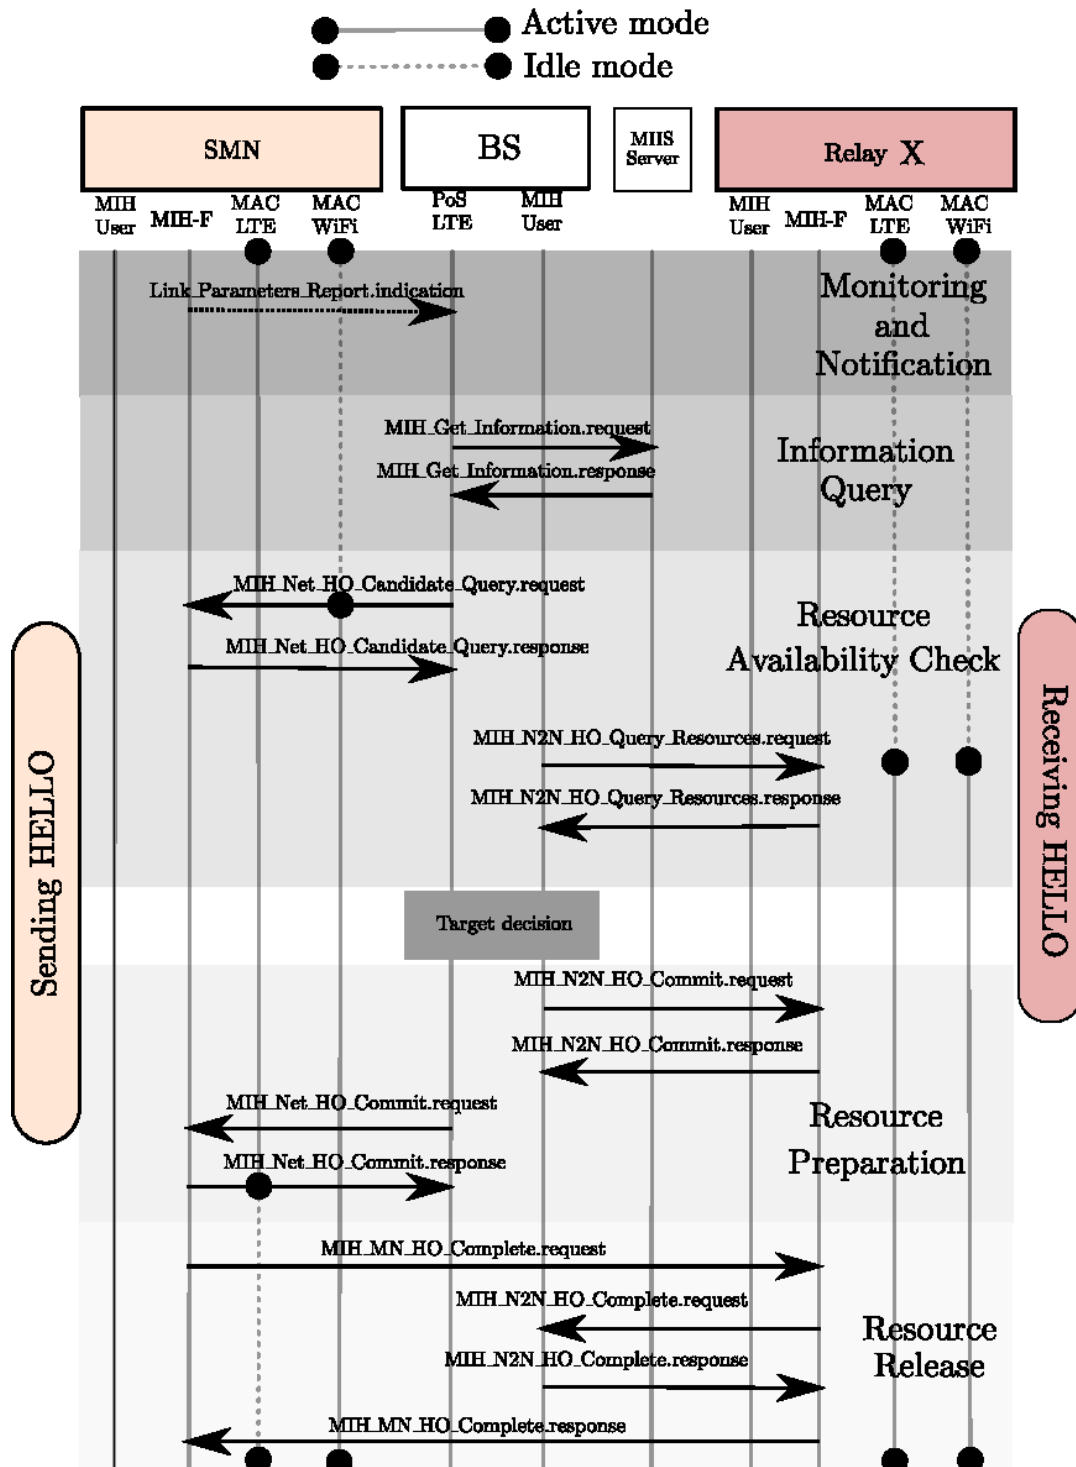 Active mode
Idle mode
SMN
BS
MIIS
Server
Relay X
MIH
User
MIH-F
MAC
LTE
MAC
WiFi
PoS
LTE
MIH
User
MIH
User
MIH-F
MAC
LTE
MAC
WiFi
Link_Parameters_Report.indication
Monitoring
and
Notification
MIH_Get_Information.request
MIH_Get_Information.response
Information
Query
MIH_Net_HO_Candidate_Query.request
MIH_Net_HO_Candidate_Query.response
Resource
Availability Check
MIH_N2N_HO_Query_Resources.request
MIH_N2N_HO_Query_Resources.response
Sending HELLO
Receiving HELLO
Target decision
MIH_N2N_HO_Commit.request
MIH_N2N_HO_Commit.response
MIH_Net_HO_Commit.request
MIH_Net_HO_Commit.response
Resource
Preparation
MIH_MN_HO_Complete.request
MIH_N2N_HO_Complete.request
MIH_N2N_HO_Complete.response
MIH_MN_HO_Complete.response
Resource
Release